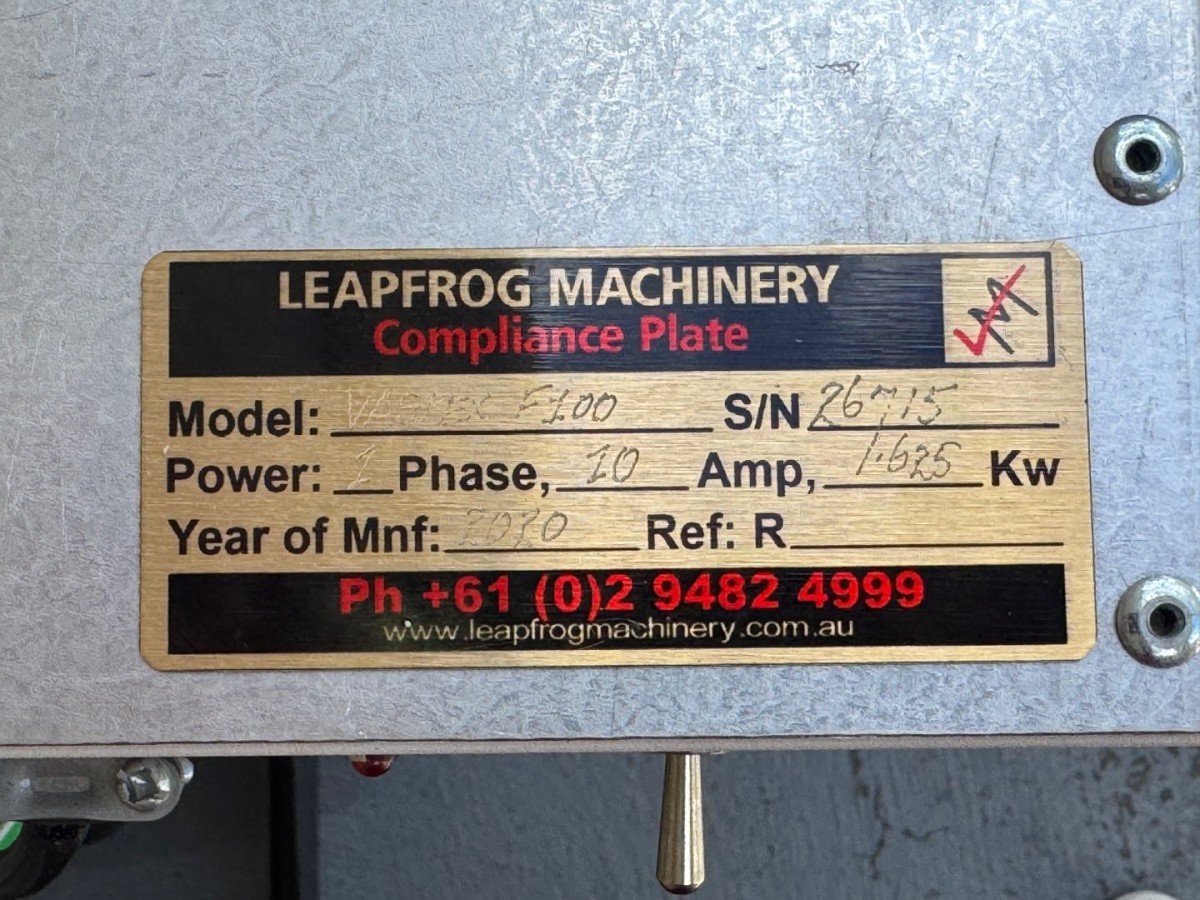 LEAPFROG MACHINERY
Compliance Plate
Model: F100 S/N 26715
Power: 1 Phase, 10 Amp, 1.625 Kw
Year of Mnf: 2020 Ref: R
Ph +61 (0)2 9482 4999
www.leapfrogmachinery.com.au